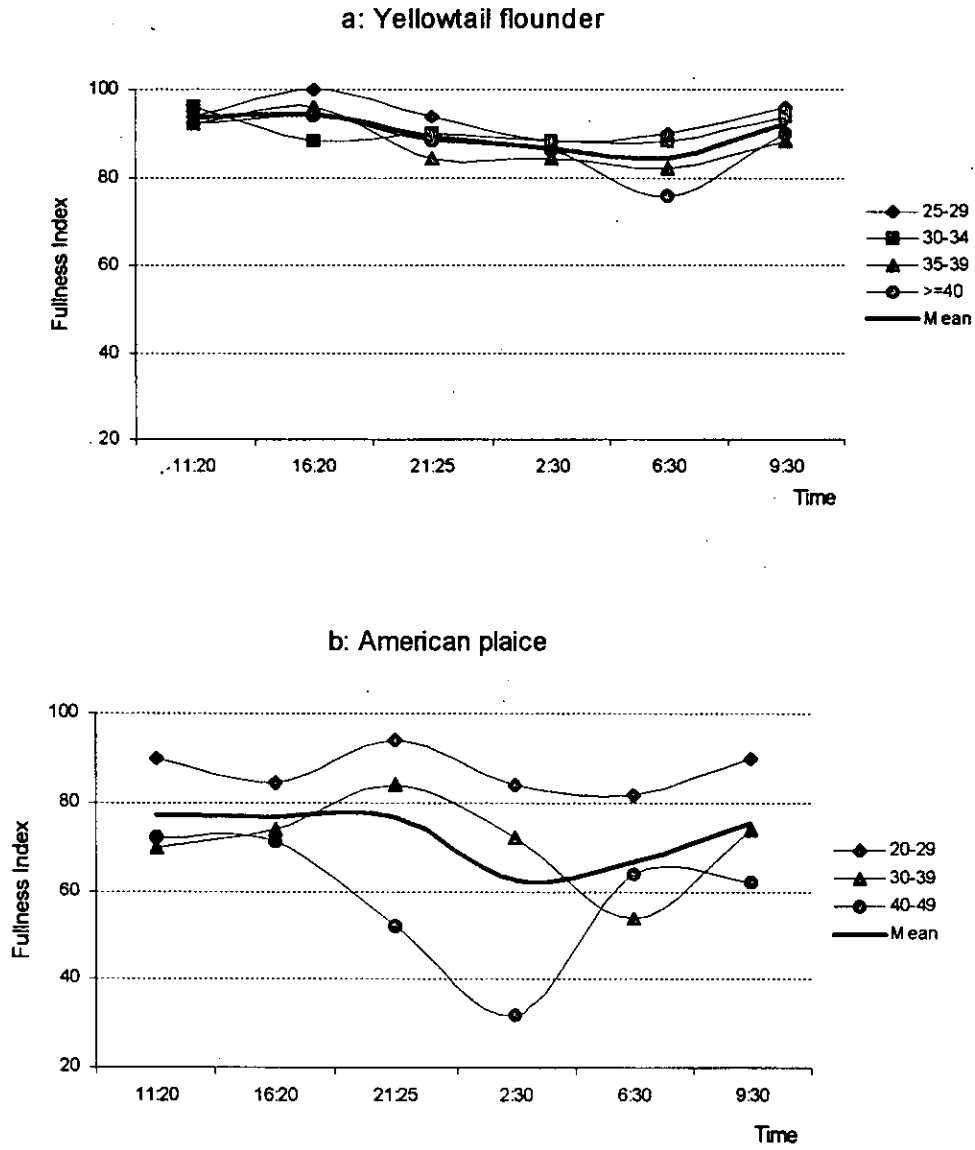 a: Yellowtail flounder
100
80
60
40
20
Fullness Index
11:20 16:20 21:25 2:30 6:30 9:30
Time
25-29
30-34
35-39
>=40
Mean
b: American plaice
100
80
60
40
20
Fullness Index
11:20 16:20 21:25 2:30 6:30 9:30
Time
20-29
30-39
40-49
Mean